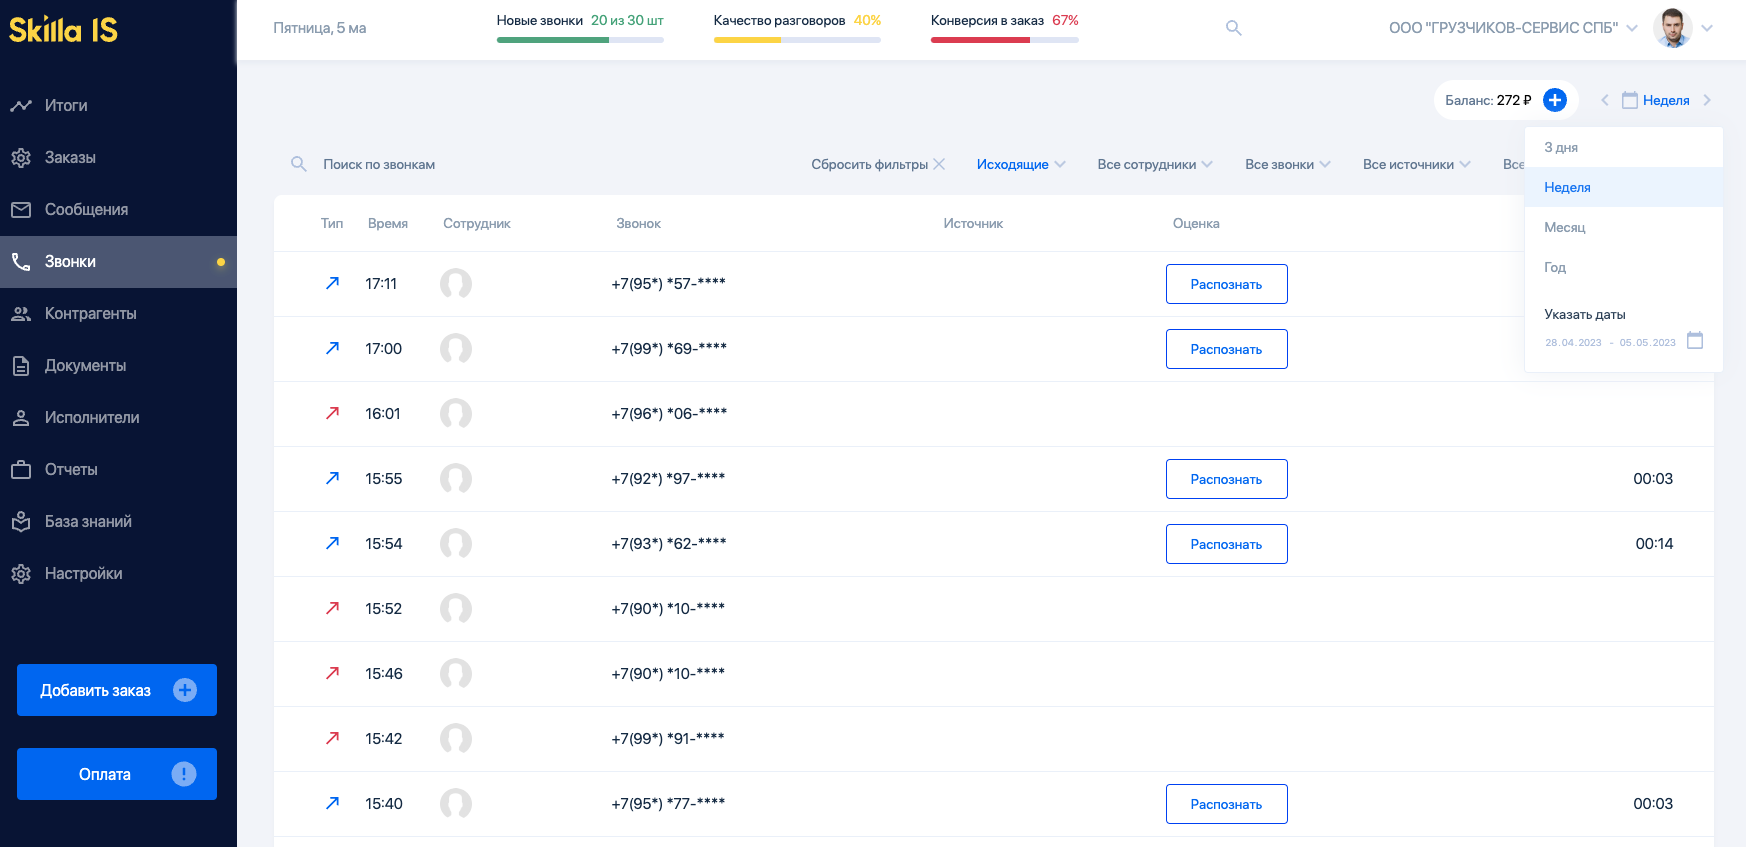 Skilla IS
Пятница, 5 ма
Новые звонки 20 из 30 шт
Качество разговоров 40%
Конверсия в заказ 67%
ООО "ГРУЗЧИКОВ-СЕРВИС СПБ"
Итоги
Заказы
Сообщения
Звонки
Контрагенты
Документы
Исполнители
Отчеты
База знаний
Настройки
Добавить заказ
Оплата
Баланс: 272 ₽
Неделя
3 дня
Неделя
Месяц
Год
Указать даты
28.04.2023 - 05.05.2023
Поиск по звонкам
Сбросить фильтры
Исходящие
Все сотрудники
Все звонки
Все источники
Все
Тип Время Сотрудник Звонок Источник Оценка
17:11 +7(95*) *57-**** Распознать
17:00 +7(99*) *69-**** Распознать
16:01 +7(96*) *06-****
15:55 +7(92*) *97-**** Распознать 00:03
15:54 +7(93*) *62-**** Распознать 00:14
15:52 +7(90*) *10-****
15:46 +7(90*) *10-****
15:42 +7(99*) *91-****
15:40 +7(95*) *77-**** Распознать 00:03